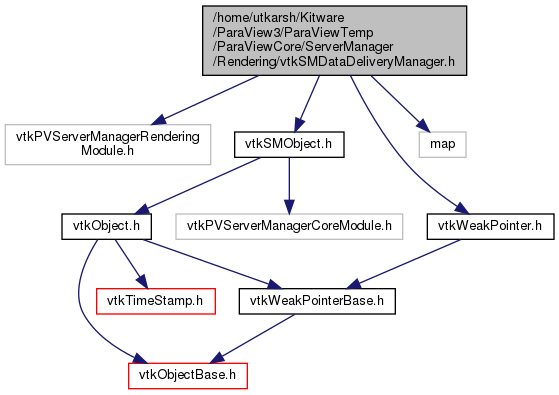 /home/utkarsh/Kitware
/ParaView3/ParaViewTemp
/ParaViewCore/ServerManager
/Rendering/vtkSMDataDeliveryManager.h
vtkPVServerManagerRendering
Module.h
vtkSMObject.h
map
vtkObject.h
vtkPVServerManagerCoreModule.h
vtkWeakPointer.h
vtkTimeStamp.h
vtkWeakPointerBase.h
vtkObjectBase.h